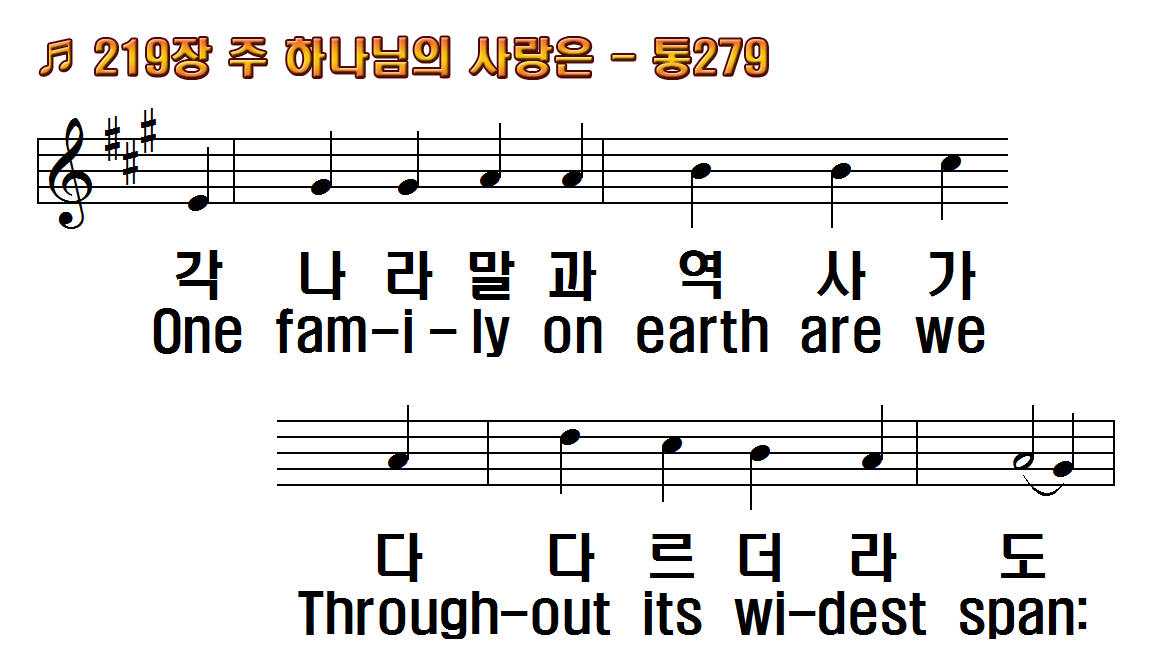 ♬ 219장 주 하나님의 사랑은 - 통279
각 나 라 말 과 역 사 가
One fam-i-ly on earth are we
다 다 르 더 라 도
Through-out its wi-dest span: